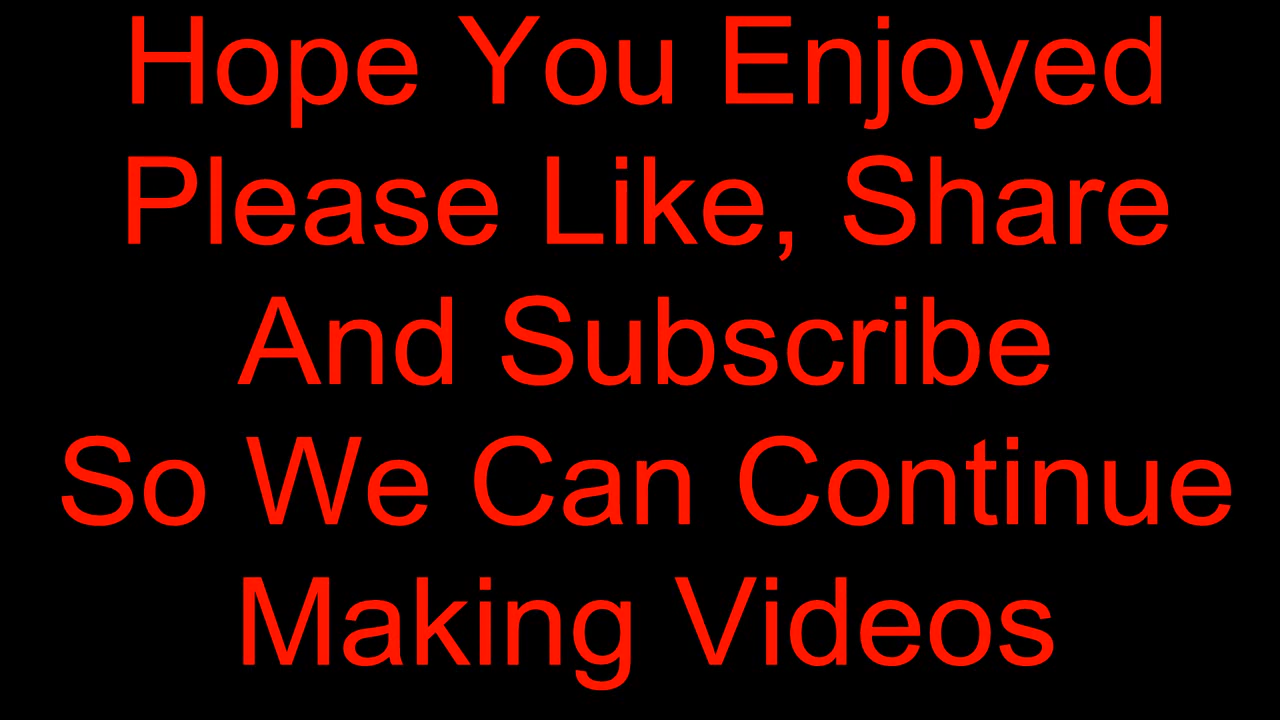 Hope You Enjoyed
Please Like, Share
And Subscribe
So We Can Continue
Making Videos